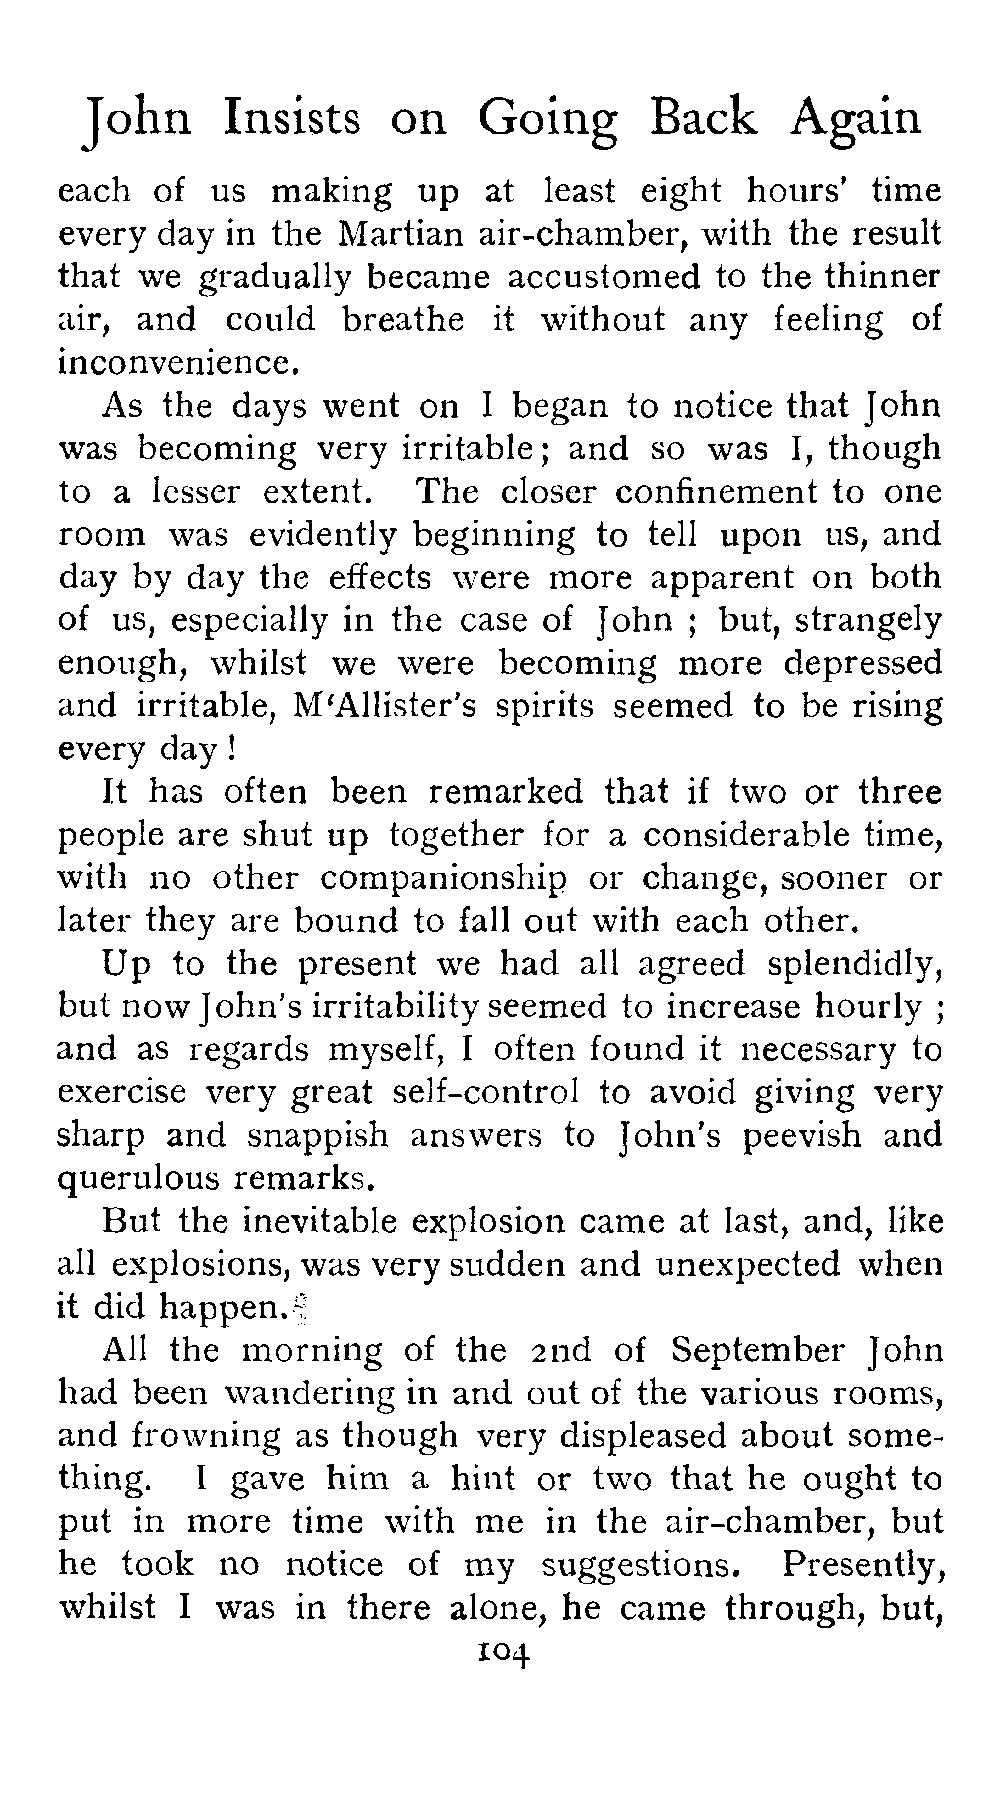 John Insists on Going Back Again
each of us making up at least eight hours' time
every day in the Martian air-chamber, with the result
that we gradually became accustomed to the thinner
air, and could breathe it without any feeling of
inconvenience.
As the days went on I began to notice that John
was becoming very irritable; and so was I, though
to a lesser extent. The closer confinement to one
room was evidently beginning to tell upon us, and
day by day the effects were more apparent on both
of us, especially in the case of John ; but, strangely
enough, whilst we were becoming more depressed
and irritable, M‘Allister's spirits seemed to be rising
every day !
It has often been remarked that if two or three
people are shut up together for a considerable time,
with no other companionship or change, sooner or
later they are bound to fall out with each other.
Up to the present we had all agreed splendidly,
but now John's irritability seemed to increase hourly ;
and as regards myself, I often found it necessary to
exercise very great self-control to avoid giving very
sharp and snappish answers to John's peevish and
querulous remarks.
But the inevitable explosion came at last, and, like
all explosions, was very sudden and unexpected when
it did happen.
All the morning of the 2nd of September John
had been wandering in and out of the various rooms,
and frowning as though very displeased about some-
thing. I gave him a hint or two that he ought to
put in more time with me in the air-chamber, but
he took no notice of my suggestions. Presently,
whilst I was in there alone, he came through, but,
104